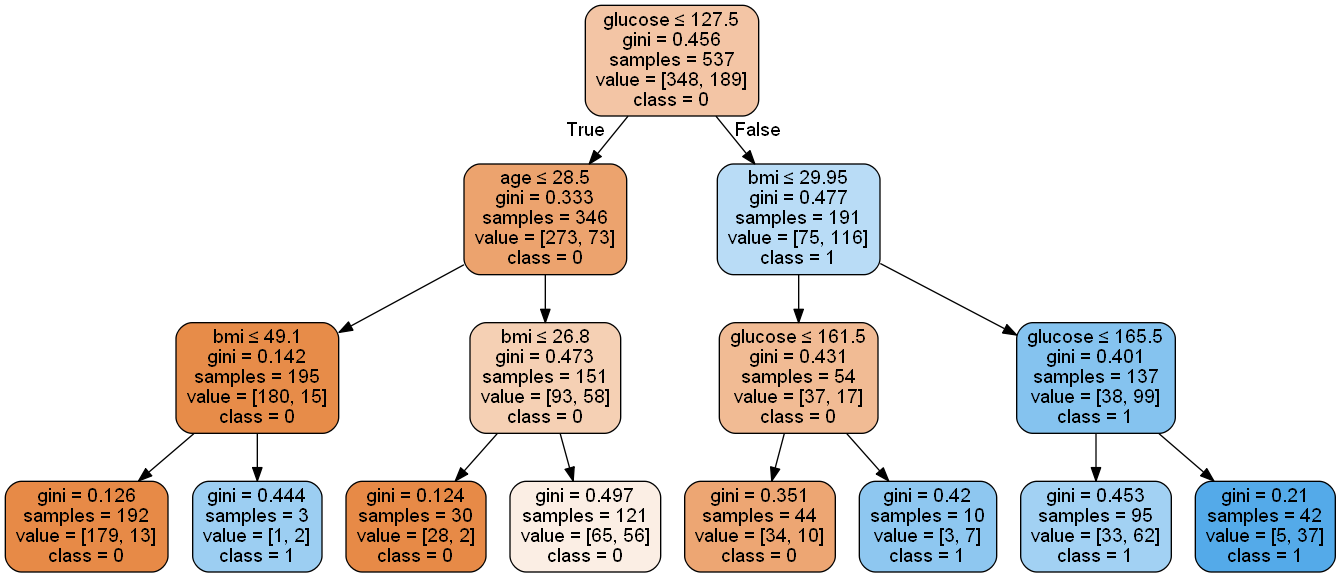 glucose ≤ 127.5
gini = 0.456
samples = 537
value = [348, 189]
class = 0
True
False
age ≤ 28.5
gini = 0.333
samples = 346
value = [273, 73]
class = 0
bmi ≤ 29.95
gini = 0.477
samples = 191
value = [75, 116]
class = 1
bmi ≤ 49.1
gini = 0.142
samples = 195
value = [180, 15]
class = 0
bmi ≤ 26.8
gini = 0.473
samples = 151
value = [93, 58]
class = 0
glucose ≤ 161.5
gini = 0.431
samples = 54
value = [37, 17]
class = 0
glucose ≤ 165.5
gini = 0.401
samples = 137
value = [38, 99]
class = 1
gini = 0.126
samples = 192
value = [179, 13]
class = 0
gini = 0.444
samples = 3
value = [1, 2]
class = 1
gini = 0.124
samples = 30
value = [28, 2]
class = 0
gini = 0.497
samples = 121
value = [65, 56]
class = 0
gini = 0.351
samples = 44
value = [34, 10]
class = 0
gini = 0.42
samples = 10
value = [3, 7]
class = 1
gini = 0.453
samples = 95
value = [33, 62]
class = 1
gini = 0.21
samples = 42
value = [5, 37]
class = 1